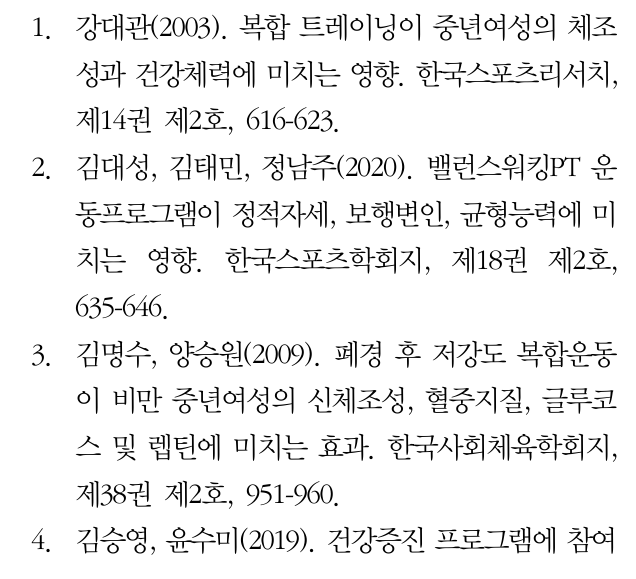 1. 강대관(2003). 복합 트레이닝이 중년여성의 체조
성과 건강체력에 미치는 영향. 한국스포츠리서치,
제14권 제2호, 616-623.
2. 김대성, 김태민, 정남주(2020). 밸런스워킹PT 운
동프로그램이 정적자세, 보행변인, 균형능력에 미
치는 영향. 한국스포츠학회지, 제18권 제2호,
635-646.
3. 김명수, 양승원(2009). 폐경 후 저강도 복합운동
이 비만 중년여성의 신체조성, 혈중지질, 글루코
스 및 렙틴에 미치는 효과. 한국사회체육학회지,
제38권 제2호, 951-960.
4. 김승영, 윤수미(2019). 건강증진 프로그램에 참여